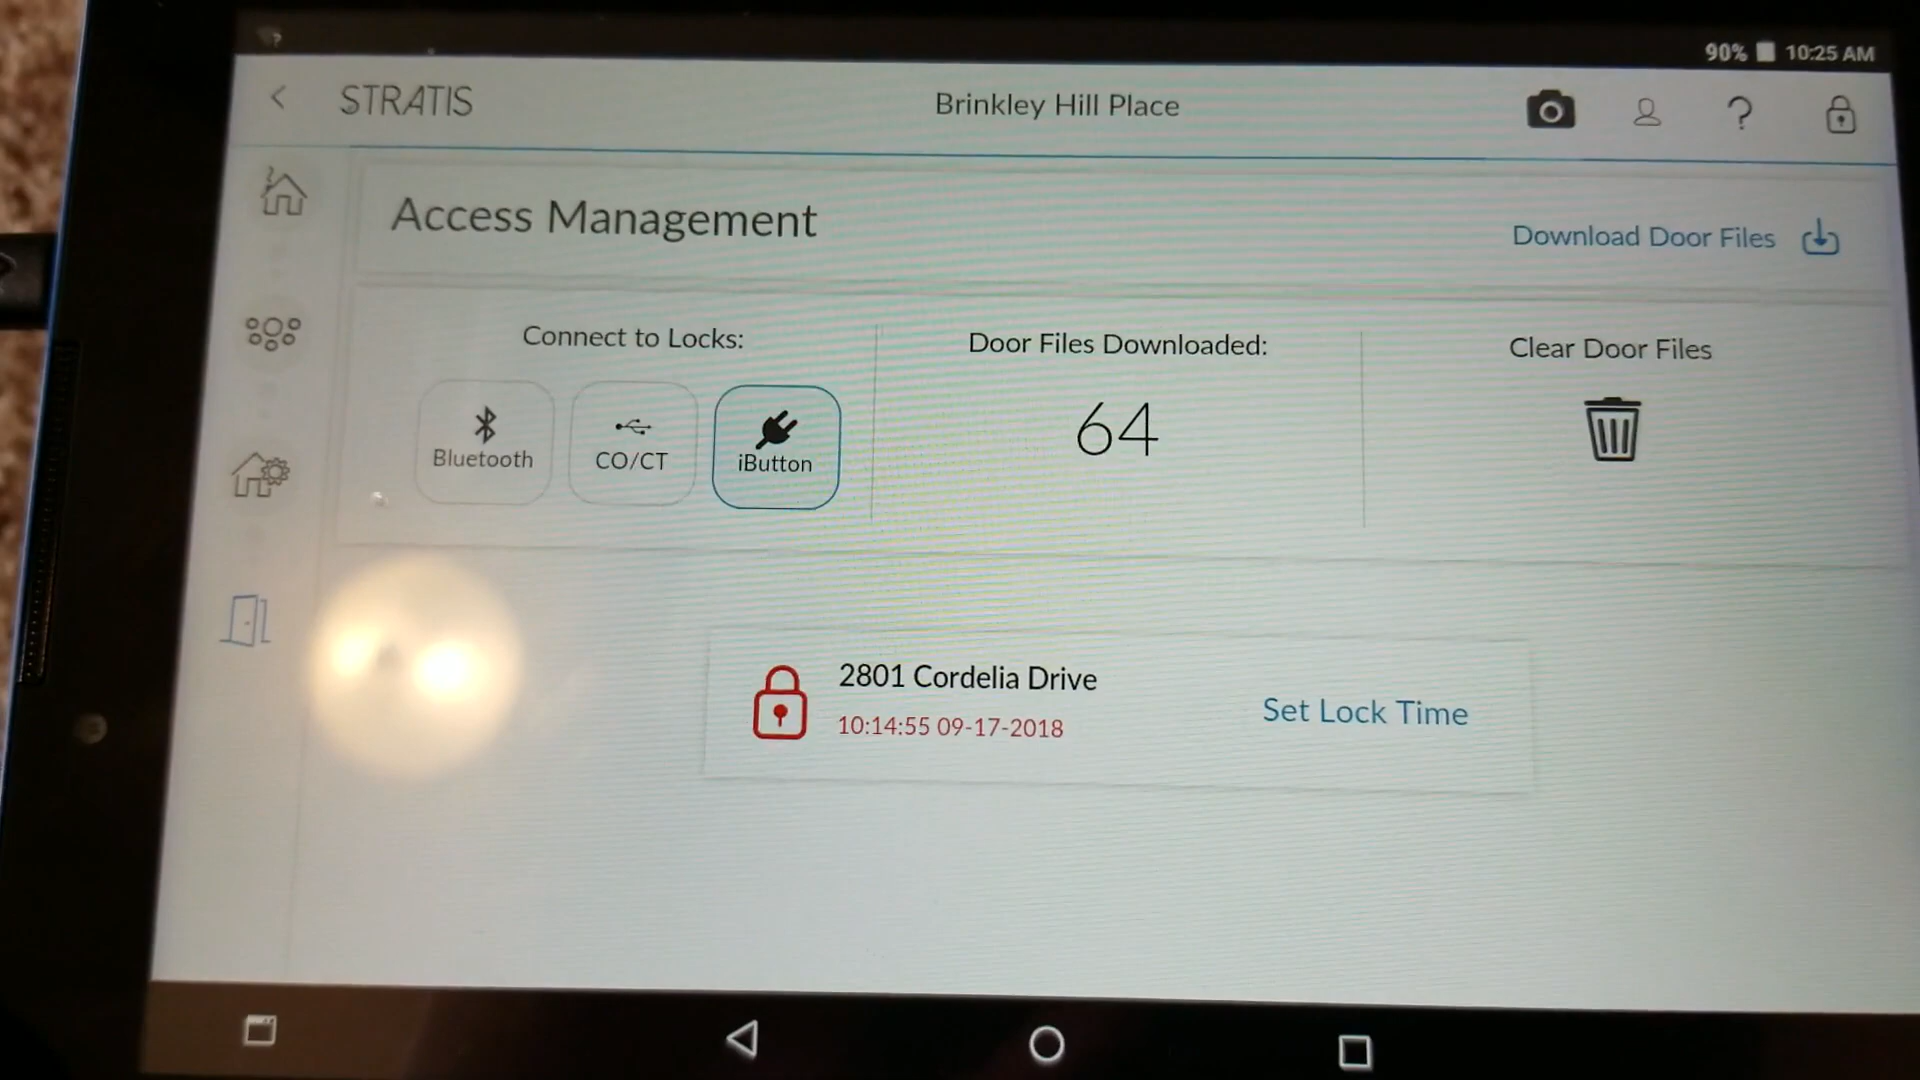 90% 10:25 AM
STRATIS
Brinkley Hill Place
?
Access Management
Download Door Files
Connect to Locks:
Door Files Downloaded:
Clear Door Files
Bluetooth
CO/CT
iButton
64
2801 Cordelia Drive
10:14:55 09-17-2018
Set Lock Time